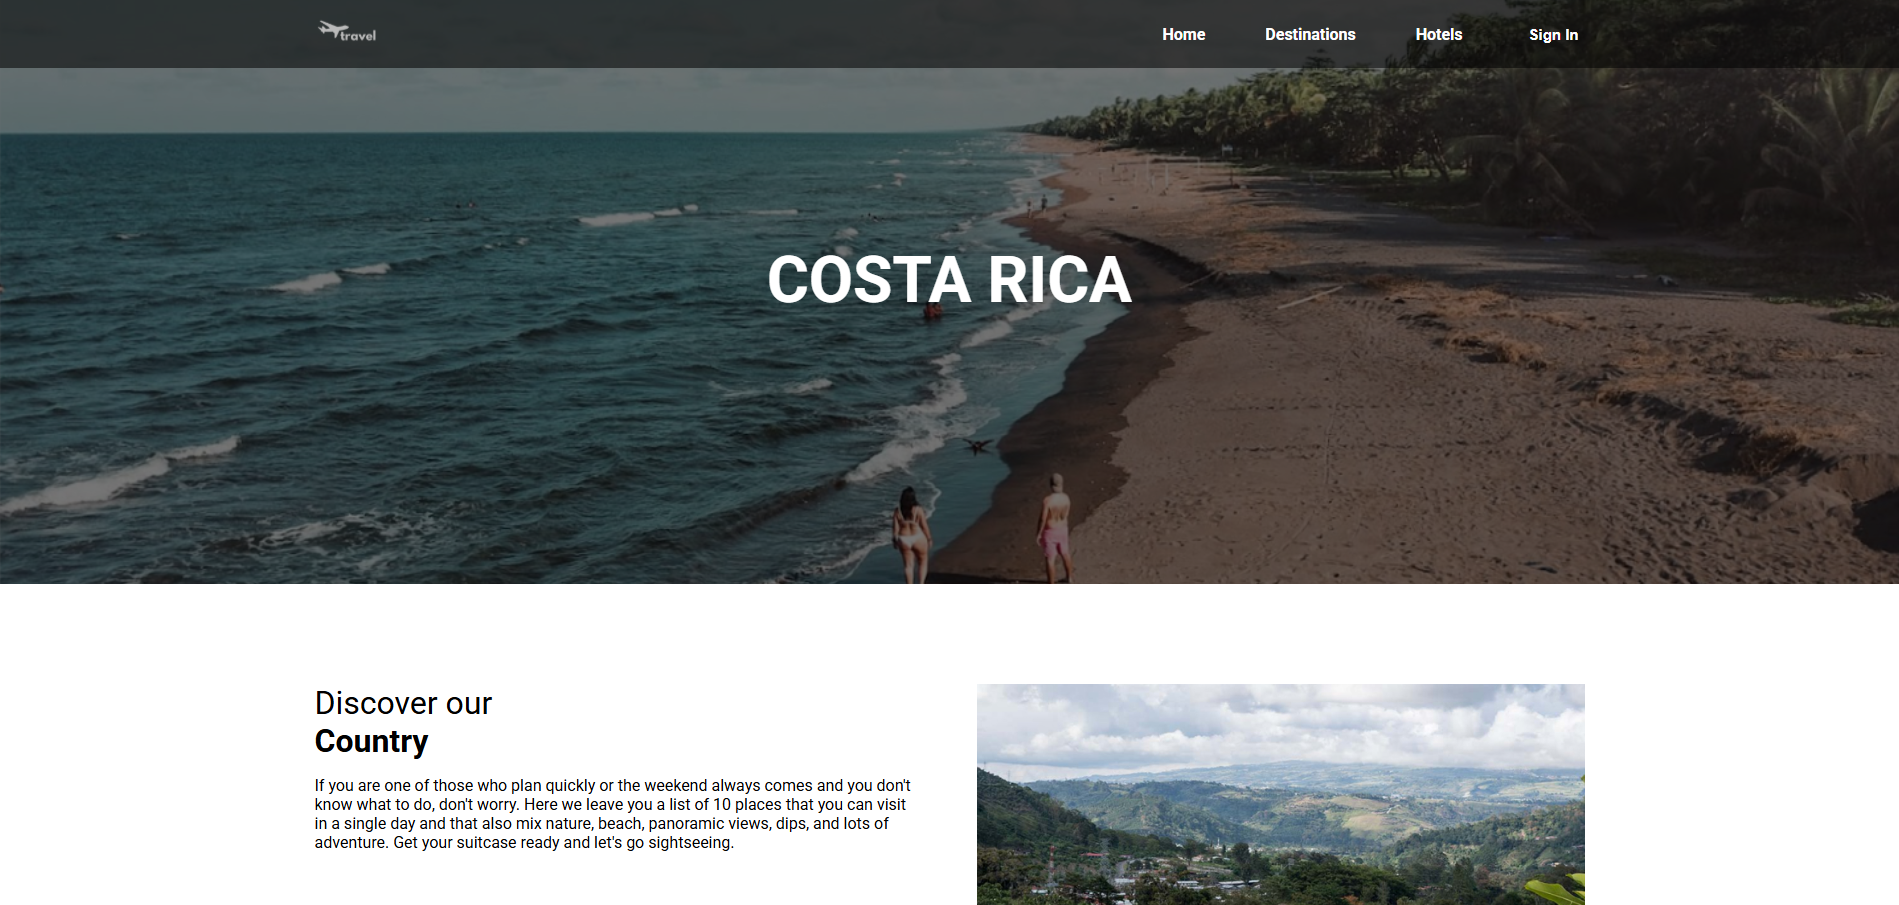 travel
Home
Destinations
Hotels
Sign In
COSTA RICA
Discover our
Country
If you are one of those who plan quickly or the weekend always comes and you don't
know what to do, don't worry. Here we leave you a list of 10 places that you can visit
in a single day and that also mix nature, beach, panoramic views, dips, and lots of
adventure. Get your suitcase ready and let's go sightseeing.